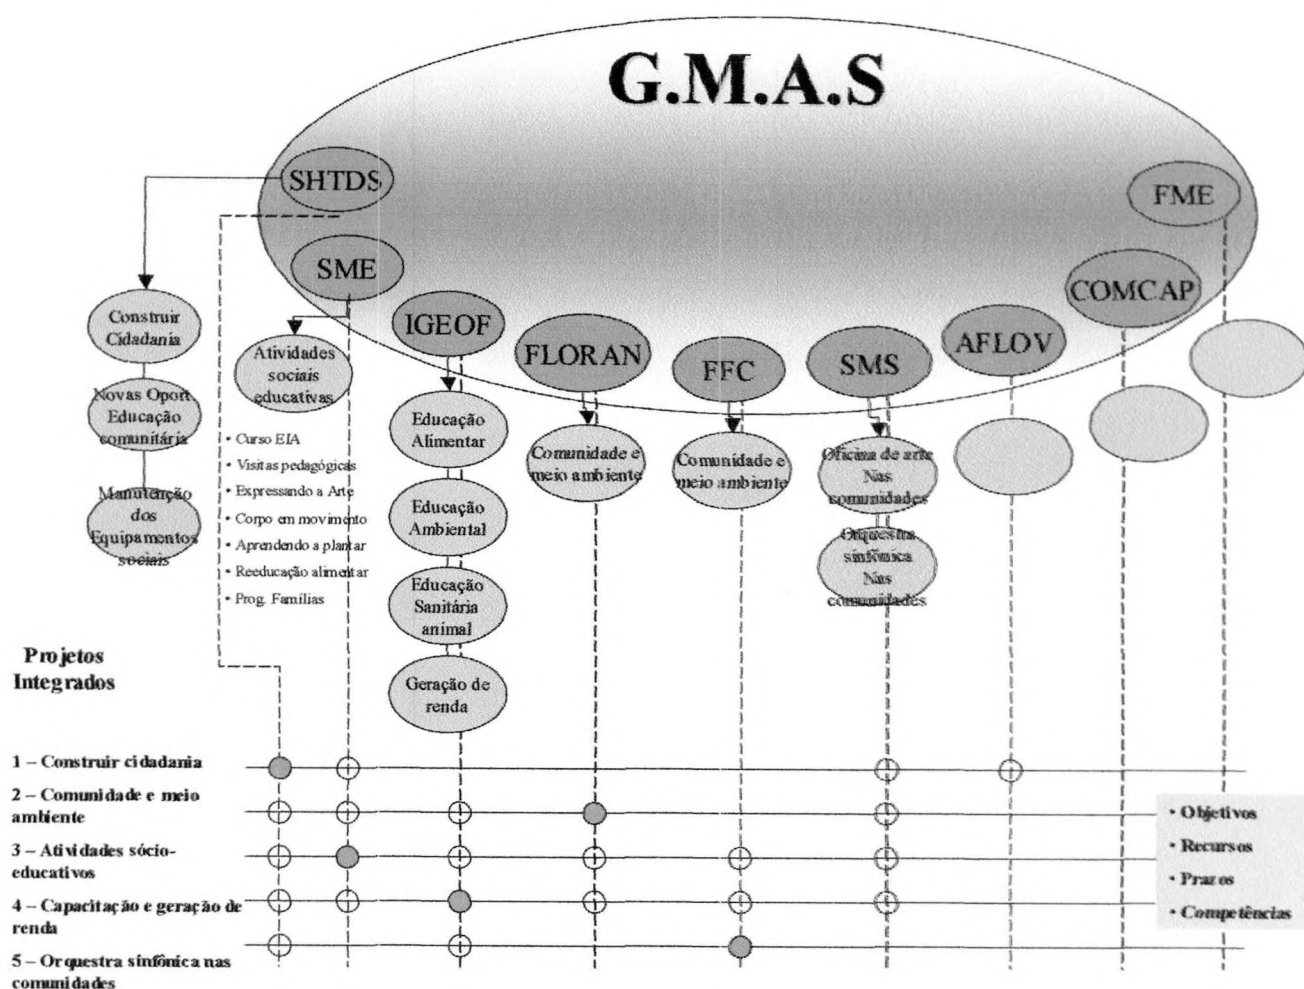 G.M.A.S
SHTDS
FME
SME
COMCAP
IGEOF
AFLOV
FLORAN
SMS
FFC
Construir
Cidadania
Novas Oport.
Educação
comunitária
Manutenção
dos
Equipamentos
sociais
Atividades
sociais
educativas
• Curso EIA
• Visitas pedagógicas
• Expressando a Arte
• Corpo em movimento
• Aprendendo a plantar
• Reeducação alimentar
• Prog. Famílias
Educação
Alimentar
Educação
Ambiental
Educação
Sanitária
animal
Geração de
renda
Comunidade e
meio ambiente
Comunidade e
meio ambiente
Oficina de arte
Nas
comunidades
Orquestra
sinfônica
Nas
comunidades
Projetos
Integrados
1 – Construir cidadania
2 – Comunidade e meio
ambiente
3 – Atividades sócio-
educativos
4 – Capacitação e geração de
renda
5 – Orquestra sinfônica nas
comunidades
• Objetivos
• Recursos
• Prazos
• Competências